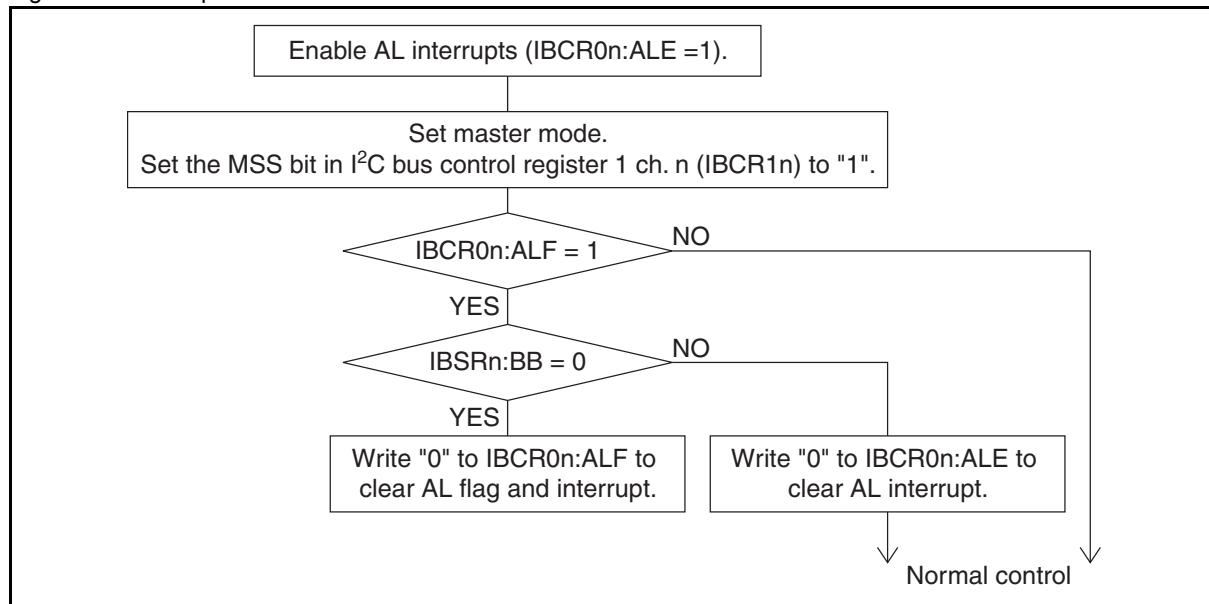 Enable AL interrupts (IBCR0n:ALE =1).
Set master mode.
Set the MSS bit in I²C bus control register 1 ch. n (IBCR1n) to "1".
IBCR0n:ALF = 1
NO
YES
IBSRn:BB = 0
NO
YES
Write "0" to IBCR0n:ALF to
clear AL flag and interrupt.
Write "0" to IBCR0n:ALE to
clear AL interrupt.
Normal control